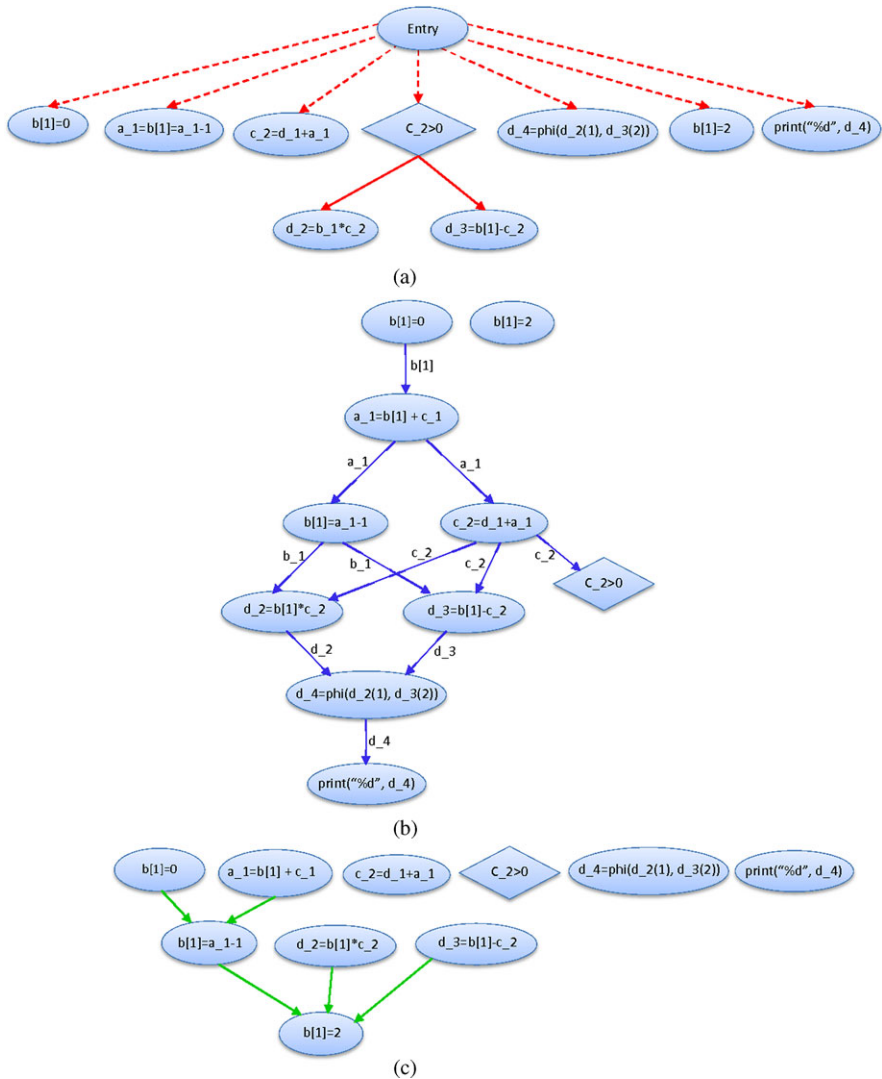 Entry
b[1]=0
a_1=b[1]=a_1-1
c_2=d_1+a_1
C_2>0
d_4=phi(d_2(1), d_3(2))
b[1]=2
print(“%d”, d_4)
d_2=b_1*c_2
d_3=b[1]-c_2
(a)
b[1]=0
b[1]=2
b[1]
a_1=b[1] + c_1
a_1
a_1
b[1]=a_1-1
c_2=d_1+a_1
b_1
b_1
c_2
c_2
c_2
C_2>0
d_2=b[1]*c_2
d_3=b[1]-c_2
d_2
d_3
d_4=phi(d_2(1), d_3(2))
d_4
print(“%d”, d_4)
(b)
b[1]=0
a_1=b[1] + c_1
c_2=d_1+a_1
C_2>0
d_4=phi(d_2(1), d_3(2))
print(“%d”, d_4)
b[1]=a_1-1
d_2=b[1]*c_2
d_3=b[1]-c_2
b[1]=2
(c)